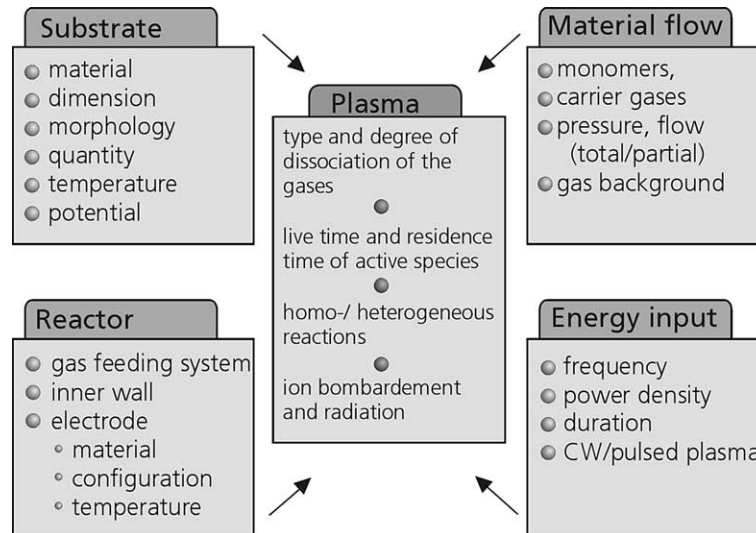 Substrate
material
dimension
morphology
quantity
temperature
potential
Material flow
monomers,
carrier gases
pressure, flow
(total/partial)
gas background
Plasma
type and degree of
dissociation of the
gases
live time and residence
time of active species
homo-/ heterogeneous
reactions
ion bombardement
and radiation
Reactor
gas feeding system
inner wall
electrode
material
configuration
temperature
Energy input
frequency
power density
duration
CW/pulsed plasma